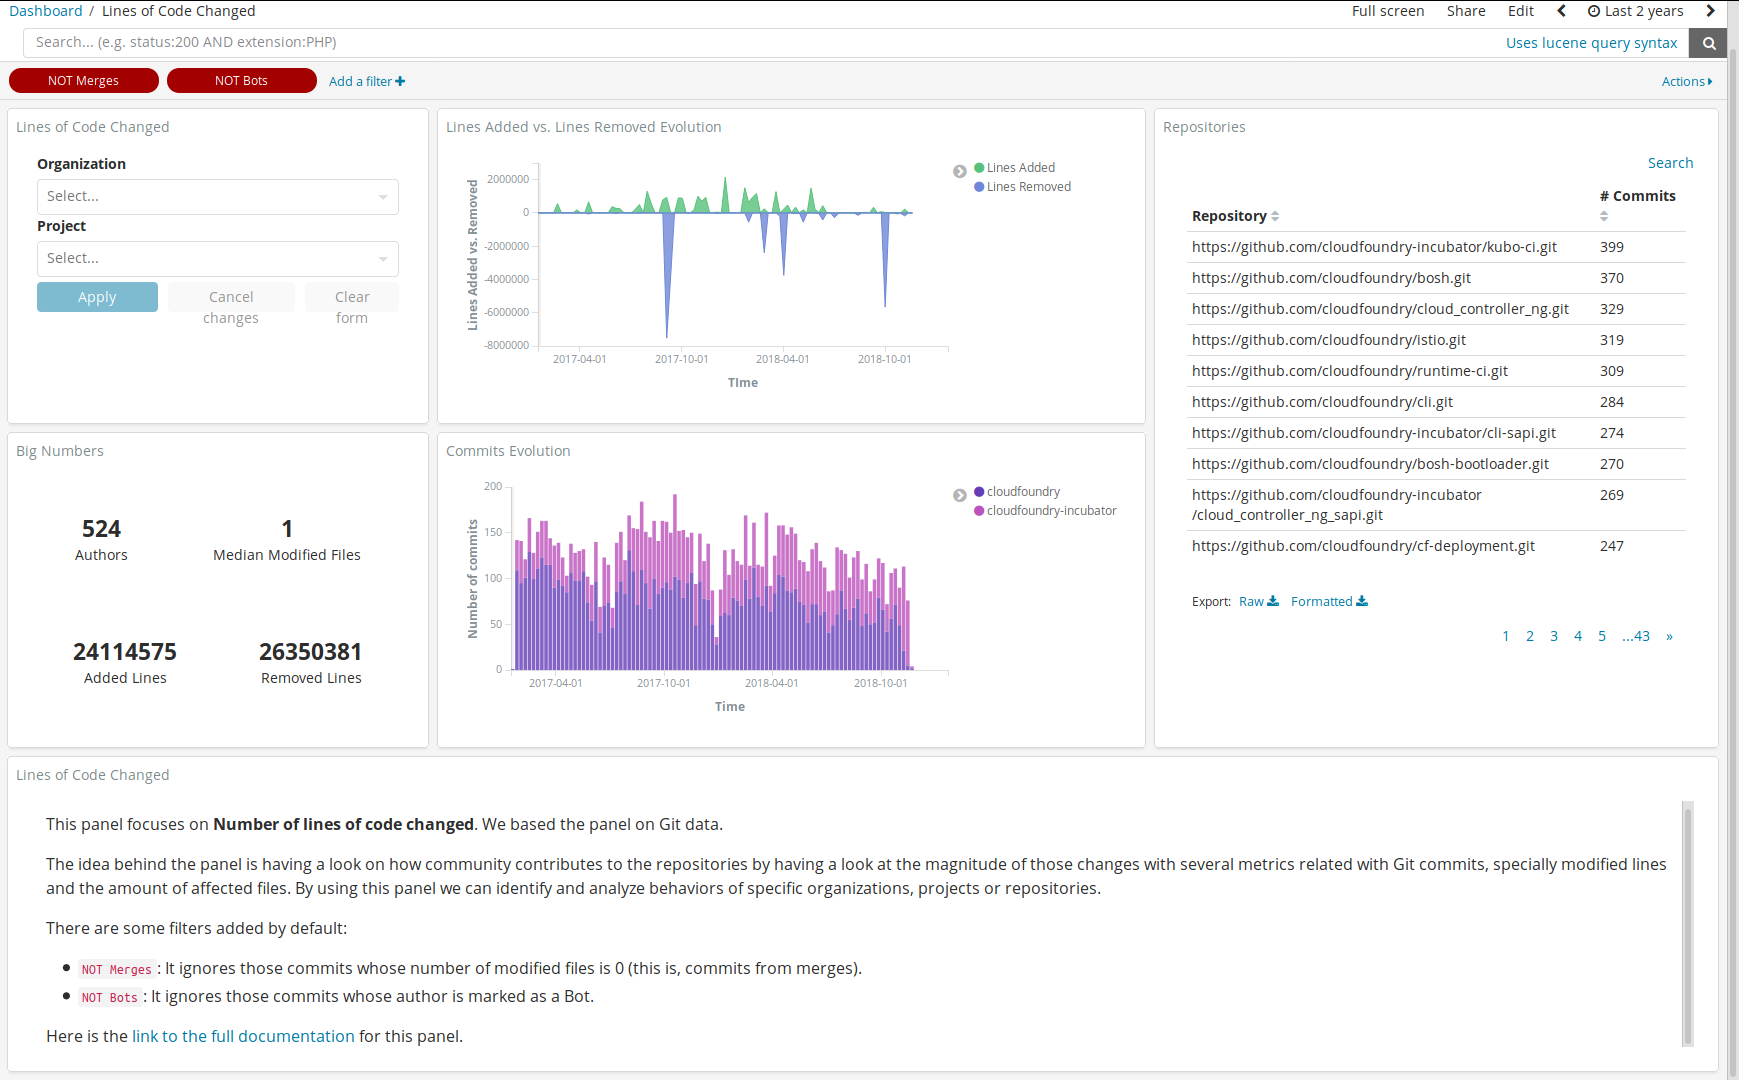 Dashboard / Lines of Code Changed
Full screen Share Edit Last 2 years
Search... (e.g. status:200 AND extension:PHP)
Uses lucene query syntax
NOT Merges
NOT Bots
Add a filter
Actions
Lines of Code Changed
Organization
Select...
Project
Select...
Apply
Cancel changes
Clear form
Lines Added vs. Lines Removed Evolution
Lines Added vs. Removed
2000000
0
-2000000
-4000000
-6000000
-8000000
2017-04-01 2017-10-01 2018-04-01 2018-10-01
TIme
Lines Added
Lines Removed
Repositories
Search
Repository # Commits
https://github.com/cloudfoundry-incubator/kubo-ci.git 399
https://github.com/cloudfoundry/bosh.git 370
https://github.com/cloudfoundry/cloud_controller_ng.git 329
https://github.com/cloudfoundry/istio.git 319
https://github.com/cloudfoundry/runtime-ci.git 309
https://github.com/cloudfoundry/cli.git 284
https://github.com/cloudfoundry-incubator/cli-sapi.git 274
https://github.com/cloudfoundry/bosh-bootloader.git 270
https://github.com/cloudfoundry-incubator 269
/cloud_controller_ng_sapi.git
https://github.com/cloudfoundry/cf-deployment.git 247
Export: Raw Formatted
1 2 3 4 5 ...43 »
Big Numbers
524
Authors
1
Median Modified Files
24114575
Added Lines
26350381
Removed Lines
Commits Evolution
Number of commits
200
150
100
50
0
2017-04-01 2017-10-01 2018-04-01 2018-10-01
Time
cloudfoundry
cloudfoundry-incubator
Lines of Code Changed
This panel focuses on Number of lines of code changed. We based the panel on Git data.
The idea behind the panel is having a look on how community contributes to the repositories by having a look at the magnitude of those changes with several metrics related with Git commits, specially modified lines
and the amount of affected files. By using this panel we can identify and analyze behaviors of specific organizations, projects or repositories.
There are some filters added by default:
• NOT Merges : It ignores those commits whose number of modified files is 0 (this is, commits from merges).
• NOT Bots : It ignores those commits whose author is marked as a Bot.
Here is the link to the full documentation for this panel.